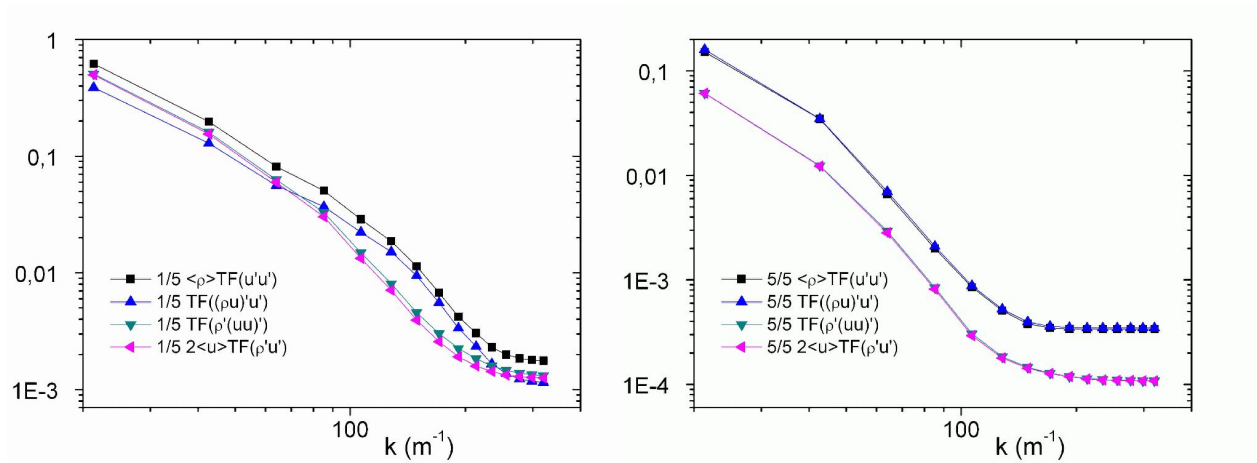 1
0,1
0,01
1E-3
1/5 <ρ>TF(u'u')
1/5 TF((ρu)'u')
1/5 TF(ρ'(uu)')
1/5 2<u>TF(ρ'u')
100
k (m⁻¹)
0,1
0,01
1E-3
1E-4
5/5 <ρ>TF(u'u')
5/5 TF((ρu)'u')
5/5 TF(ρ'(uu)')
5/5 2<u>TF(ρ'u')
100
k (m⁻¹)